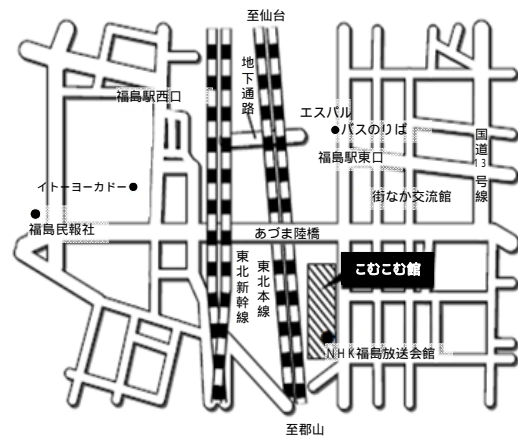 至仙台
地下通路
福島駅西口
エスパル
バスのりば
国道13号線
福島駅東口
イトーヨーカドー
街なか交流館
福島民報社
あづま陸橋
東北新幹線
東北本線
こむこむ館
NHK福島放送会館
至郡山